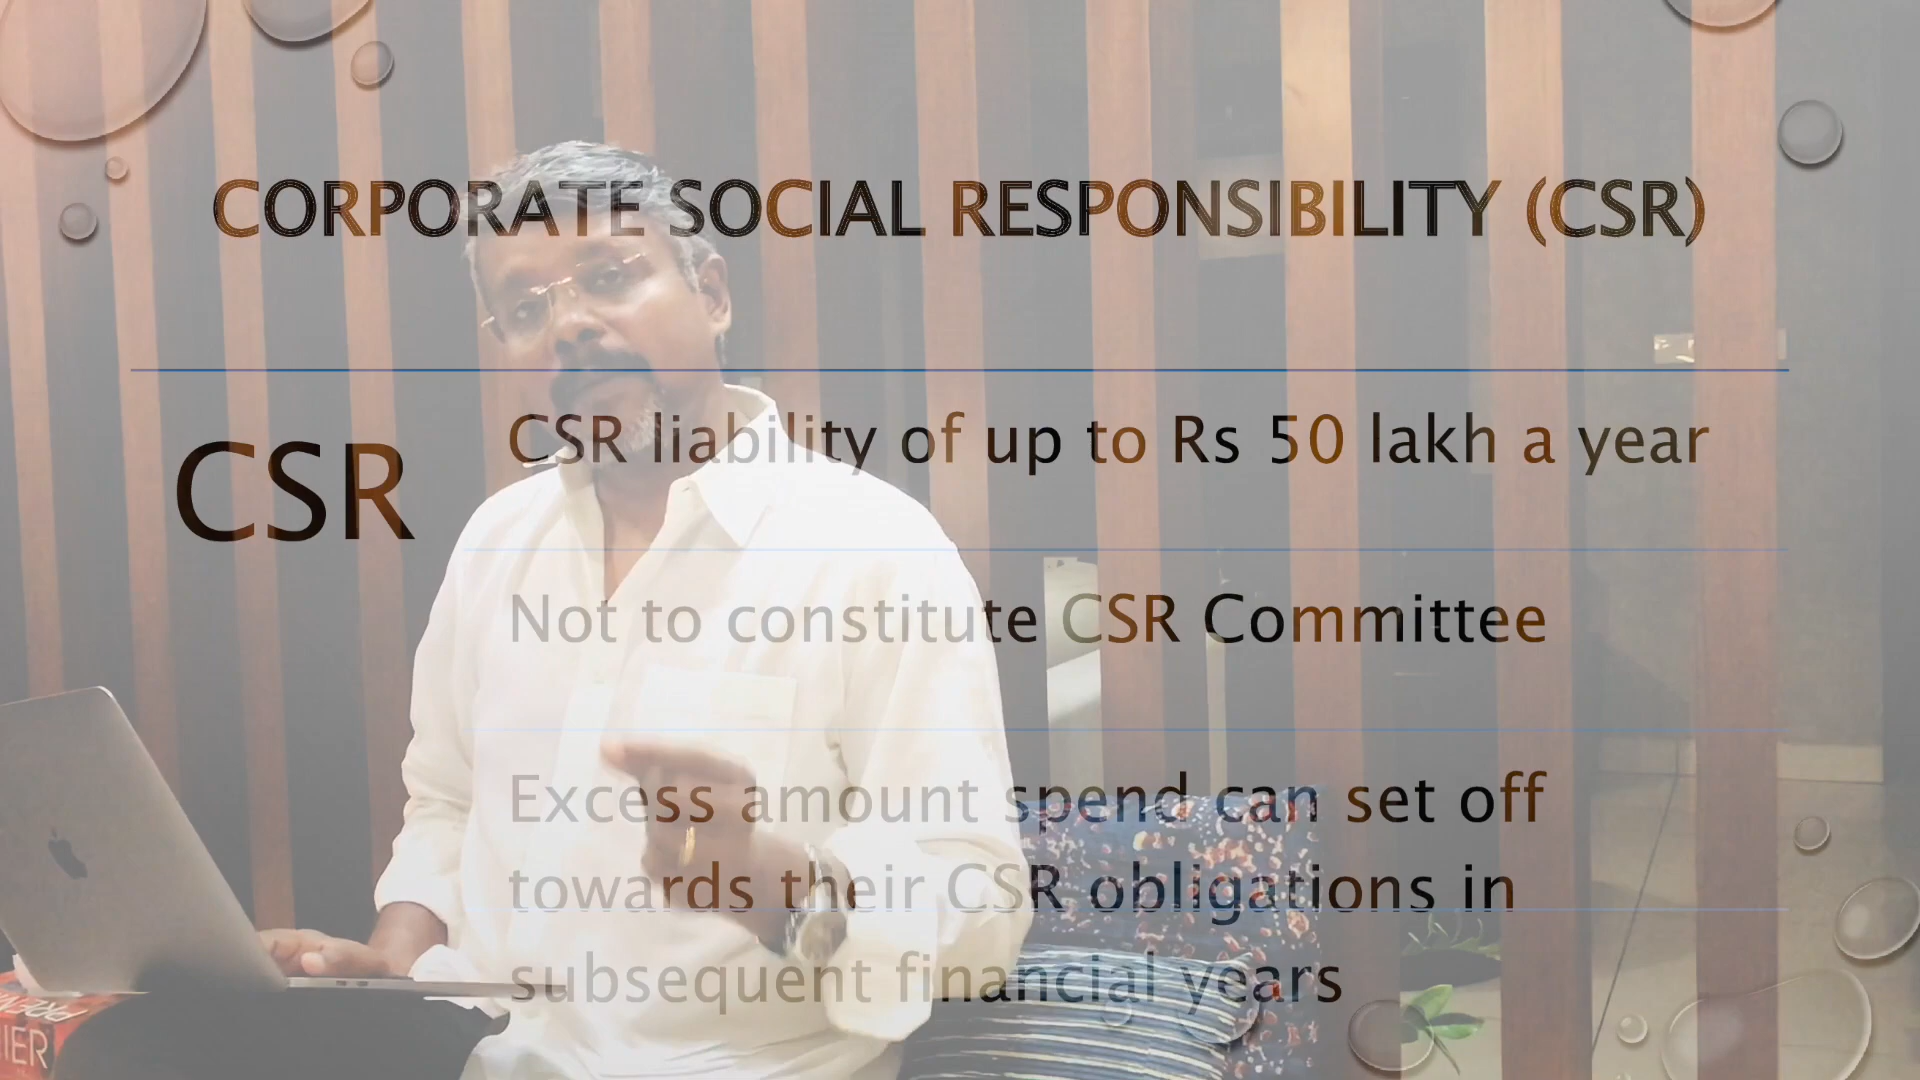 CORPORATE SOCIAL RESPONSIBILITY (CSR)
CSR
CSR liability of up to Rs 50 lakh a year
Not to constitute CSR Committee
Excess amount spend can set off
towards their CSR obligations in
subsequent financial years